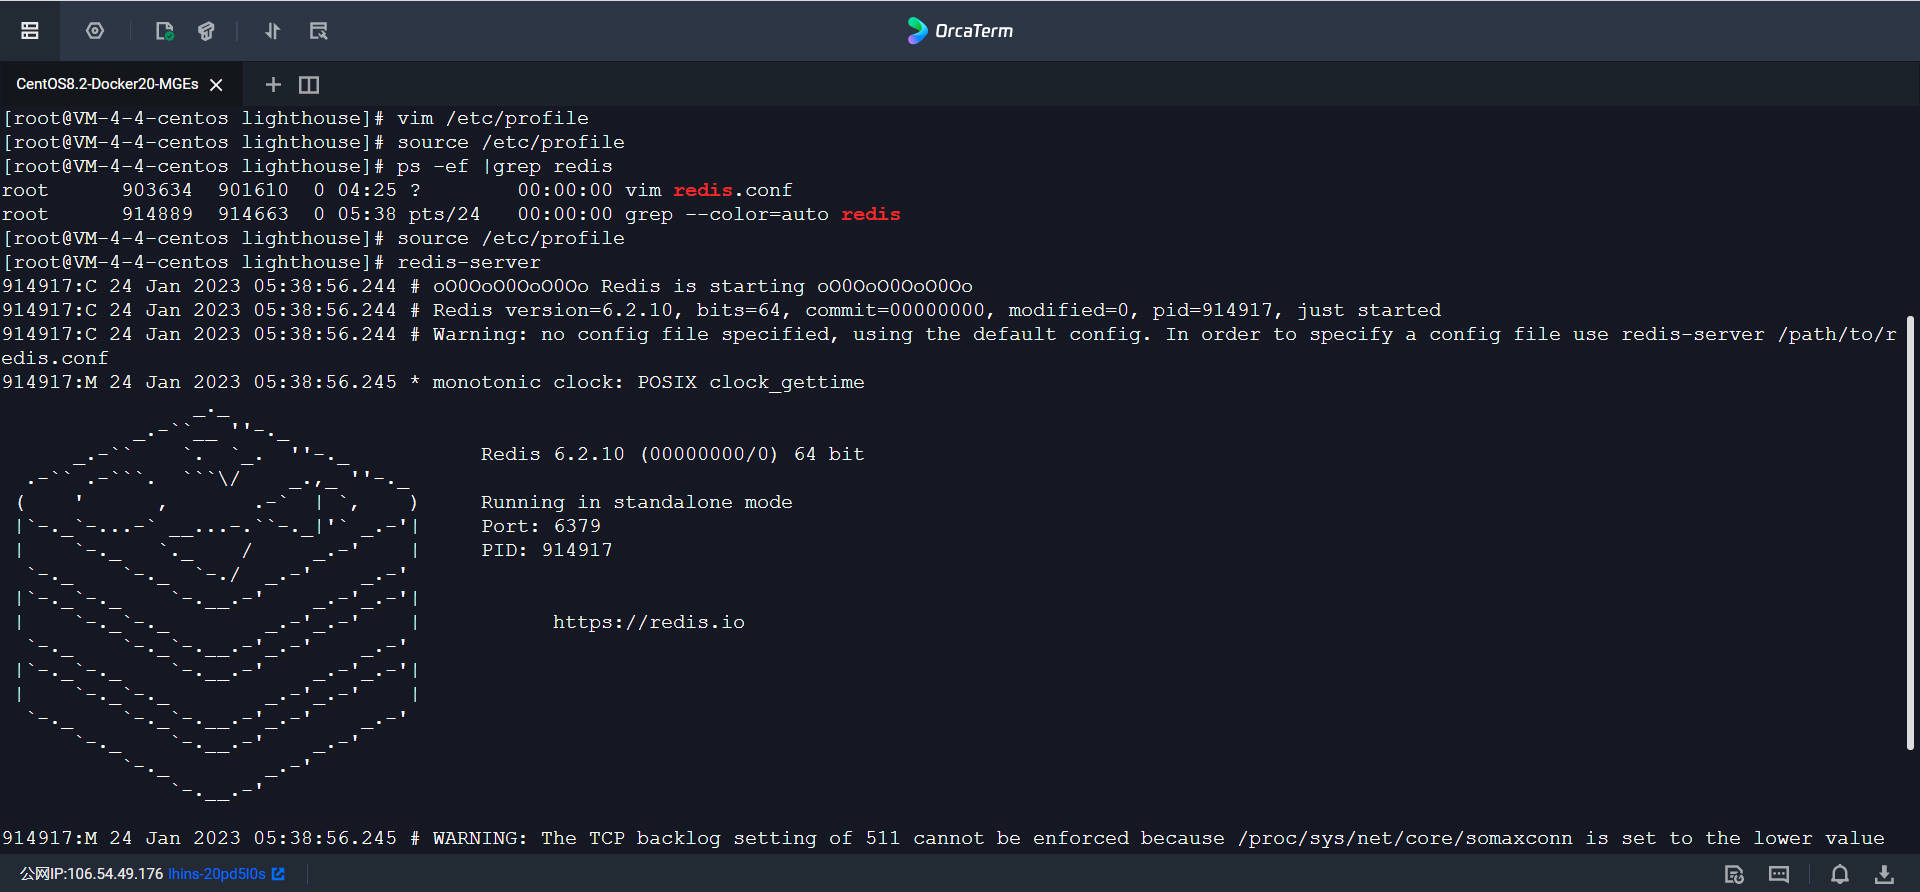 OrcaTerm
CentOS8.2-Docker20-MGEs
[root@VM-4-4-centos lighthouse]# vim /etc/profile
[root@VM-4-4-centos lighthouse]# source /etc/profile
[root@VM-4-4-centos lighthouse]# ps -ef |grep redis
root      903634  901610  0 04:25 ?        00:00:00 vim redis.conf
root      914889  914663  0 05:38 pts/24   00:00:00 grep --color=auto redis
[root@VM-4-4-centos lighthouse]# source /etc/profile
[root@VM-4-4-centos lighthouse]# redis-server
914917:C 24 Jan 2023 05:38:56.244 # oO0OoO0OoO0Oo Redis is starting oO0OoO0OoO0Oo
914917:C 24 Jan 2023 05:38:56.244 # Redis version=6.2.10, bits=64, commit=00000000, modified=0, pid=914917, just started
914917:C 24 Jan 2023 05:38:56.244 # Warning: no config file specified, using the default config. In order to specify a config file use redis-server /path/to/r
edis.conf
914917:M 24 Jan 2023 05:38:56.245 * monotonic clock: POSIX clock_gettime
Redis 6.2.10 (00000000/0) 64 bit
Running in standalone mode
Port: 6379
PID: 914917
https://redis.io
914917:M 24 Jan 2023 05:38:56.245 # WARNING: The TCP backlog setting of 511 cannot be enforced because /proc/sys/net/core/somaxconn is set to the lower value
公网IP:106.54.49.176 lhins-20pd5l0s